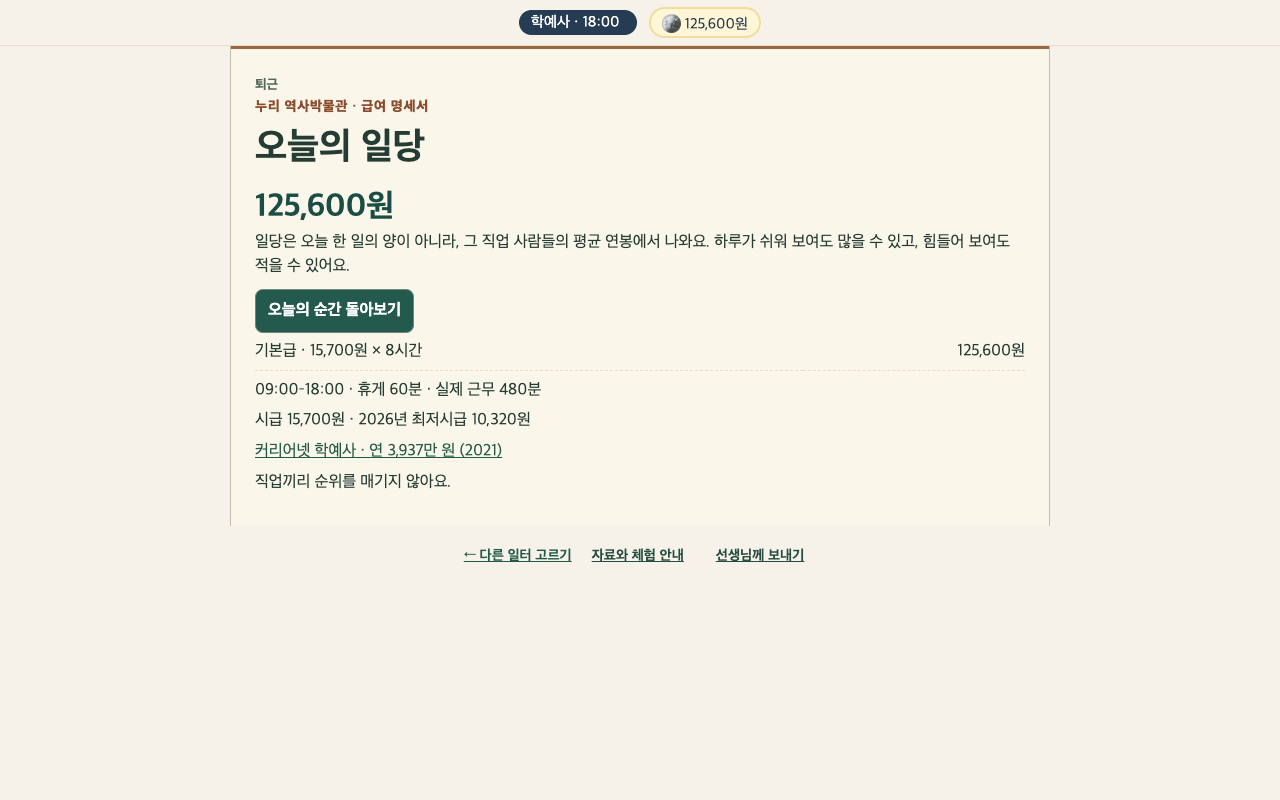 학예사 · 18:00
125,600원
퇴근
누리 역사박물관 · 급여 명세서
오늘의 일당
125,600원
일당은 오늘 한 일의 양이 아니라, 그 직업 사람들의 평균 연봉에서 나와요. 하루가 쉬워 보여도 많을 수 있고, 힘들어 보여도
적을 수 있어요.
오늘의 순간 돌아보기
기본급 · 15,700원 × 8시간 125,600원
09:00-18:00 · 휴게 60분 · 실제 근무 480분
시급 15,700원 · 2026년 최저시급 10,320원
커리어넷 학예사 · 연 3,937만 원 (2021)
직업끼리 순위를 매기지 않아요.
← 다른 일터 고르기 자료와 체험 안내 선생님께 보내기